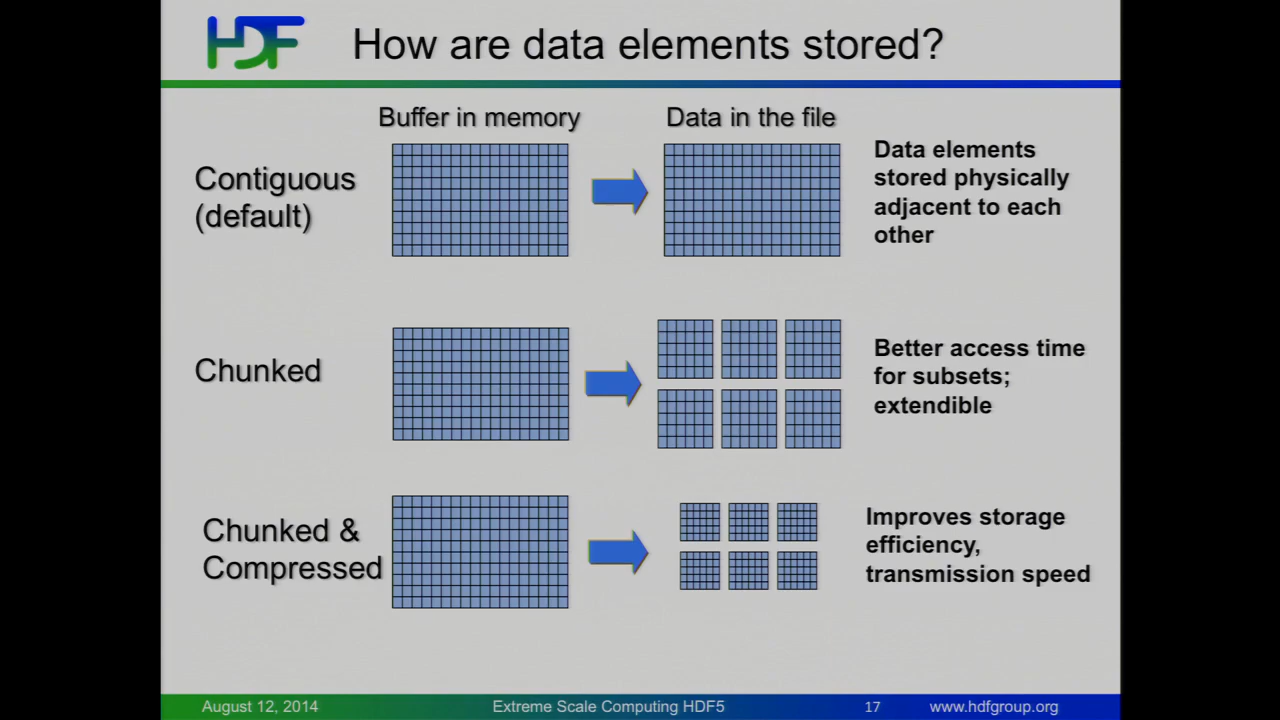 HDF
How are data elements stored?
Buffer in memory
Data in the file
Contiguous
(default)
Data elements
stored physically
adjacent to each
other
Chunked
Better access time
for subsets;
extendible
Chunked &
Compressed
Improves storage
efficiency,
transmission speed
August 12, 2014
Extreme Scale Computing HDF5
17
www.hdfgroup.org